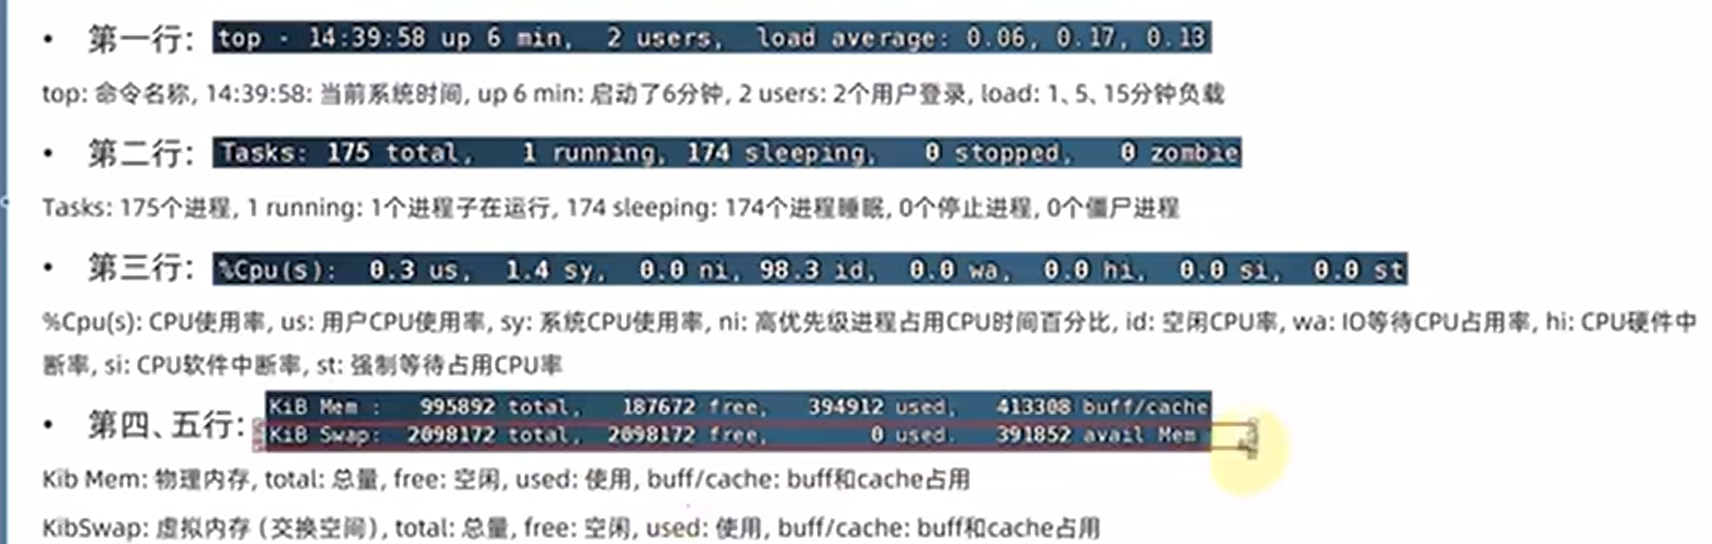 • 第一行: top - 14:39:58 up 6 min, 2 users, load average: 0.06, 0.17, 0.13
top: 命令名称, 14:39:58: 当前系统时间, up 6 min: 启动了6分钟, 2 users: 2个用户登录, load: 1、5、15分钟负载
• 第二行: Tasks: 175 total, 1 running, 174 sleeping, 0 stopped, 0 zombie
Tasks: 175个进程, 1 running: 1个进程子在运行, 174 sleeping: 174个进程睡眠, 0个停止进程, 0个僵尸进程
• 第三行: %Cpu(s): 0.3 us, 1.4 sy, 0.0 ni, 98.3 id, 0.0 wa, 0.0 hi, 0.0 si, 0.0 st
%Cpu(s): CPU使用率, us: 用户CPU使用率, sy: 系统CPU使用率, ni: 高优先级进程占用CPU时间百分比, id: 空闲CPU率, wa: IO等待CPU占用率, hi: CPU硬件中
断率, si: CPU软件中断率, st: 强制等待占用CPU率
• 第四、五行:
KiB Mem : 995892 total, 187672 free, 394912 used, 413308 buff/cache
KiB Swap: 2098172 total, 2098172 free, 0 used. 391852 avail Mem
Kib Mem: 物理内存, total: 总量, free: 空闲, used: 使用, buff/cache: buff和cache占用
KibSwap: 虚拟内存（交换空间）, total: 总量, free: 空闲, used: 使用, buff/cache: buff和cache占用